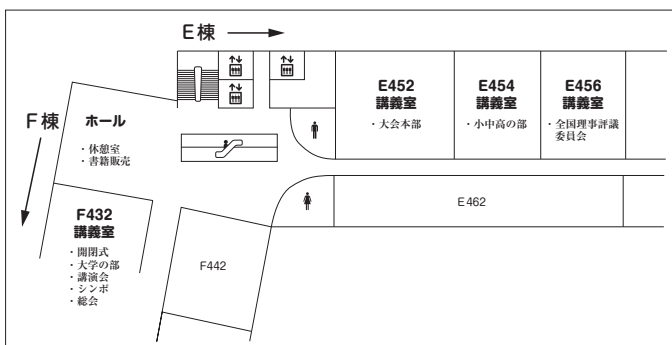 E棟
F棟
ホール
・休憩室
・書籍販売
F432
講義室
・開閉式
・大学の部
・講演会
・シンポ
・総会
F442
E452
講義室
・大会本部
E454
講義室
・小中高の部
E456
講義室
・全国理事評議
委員会
E462